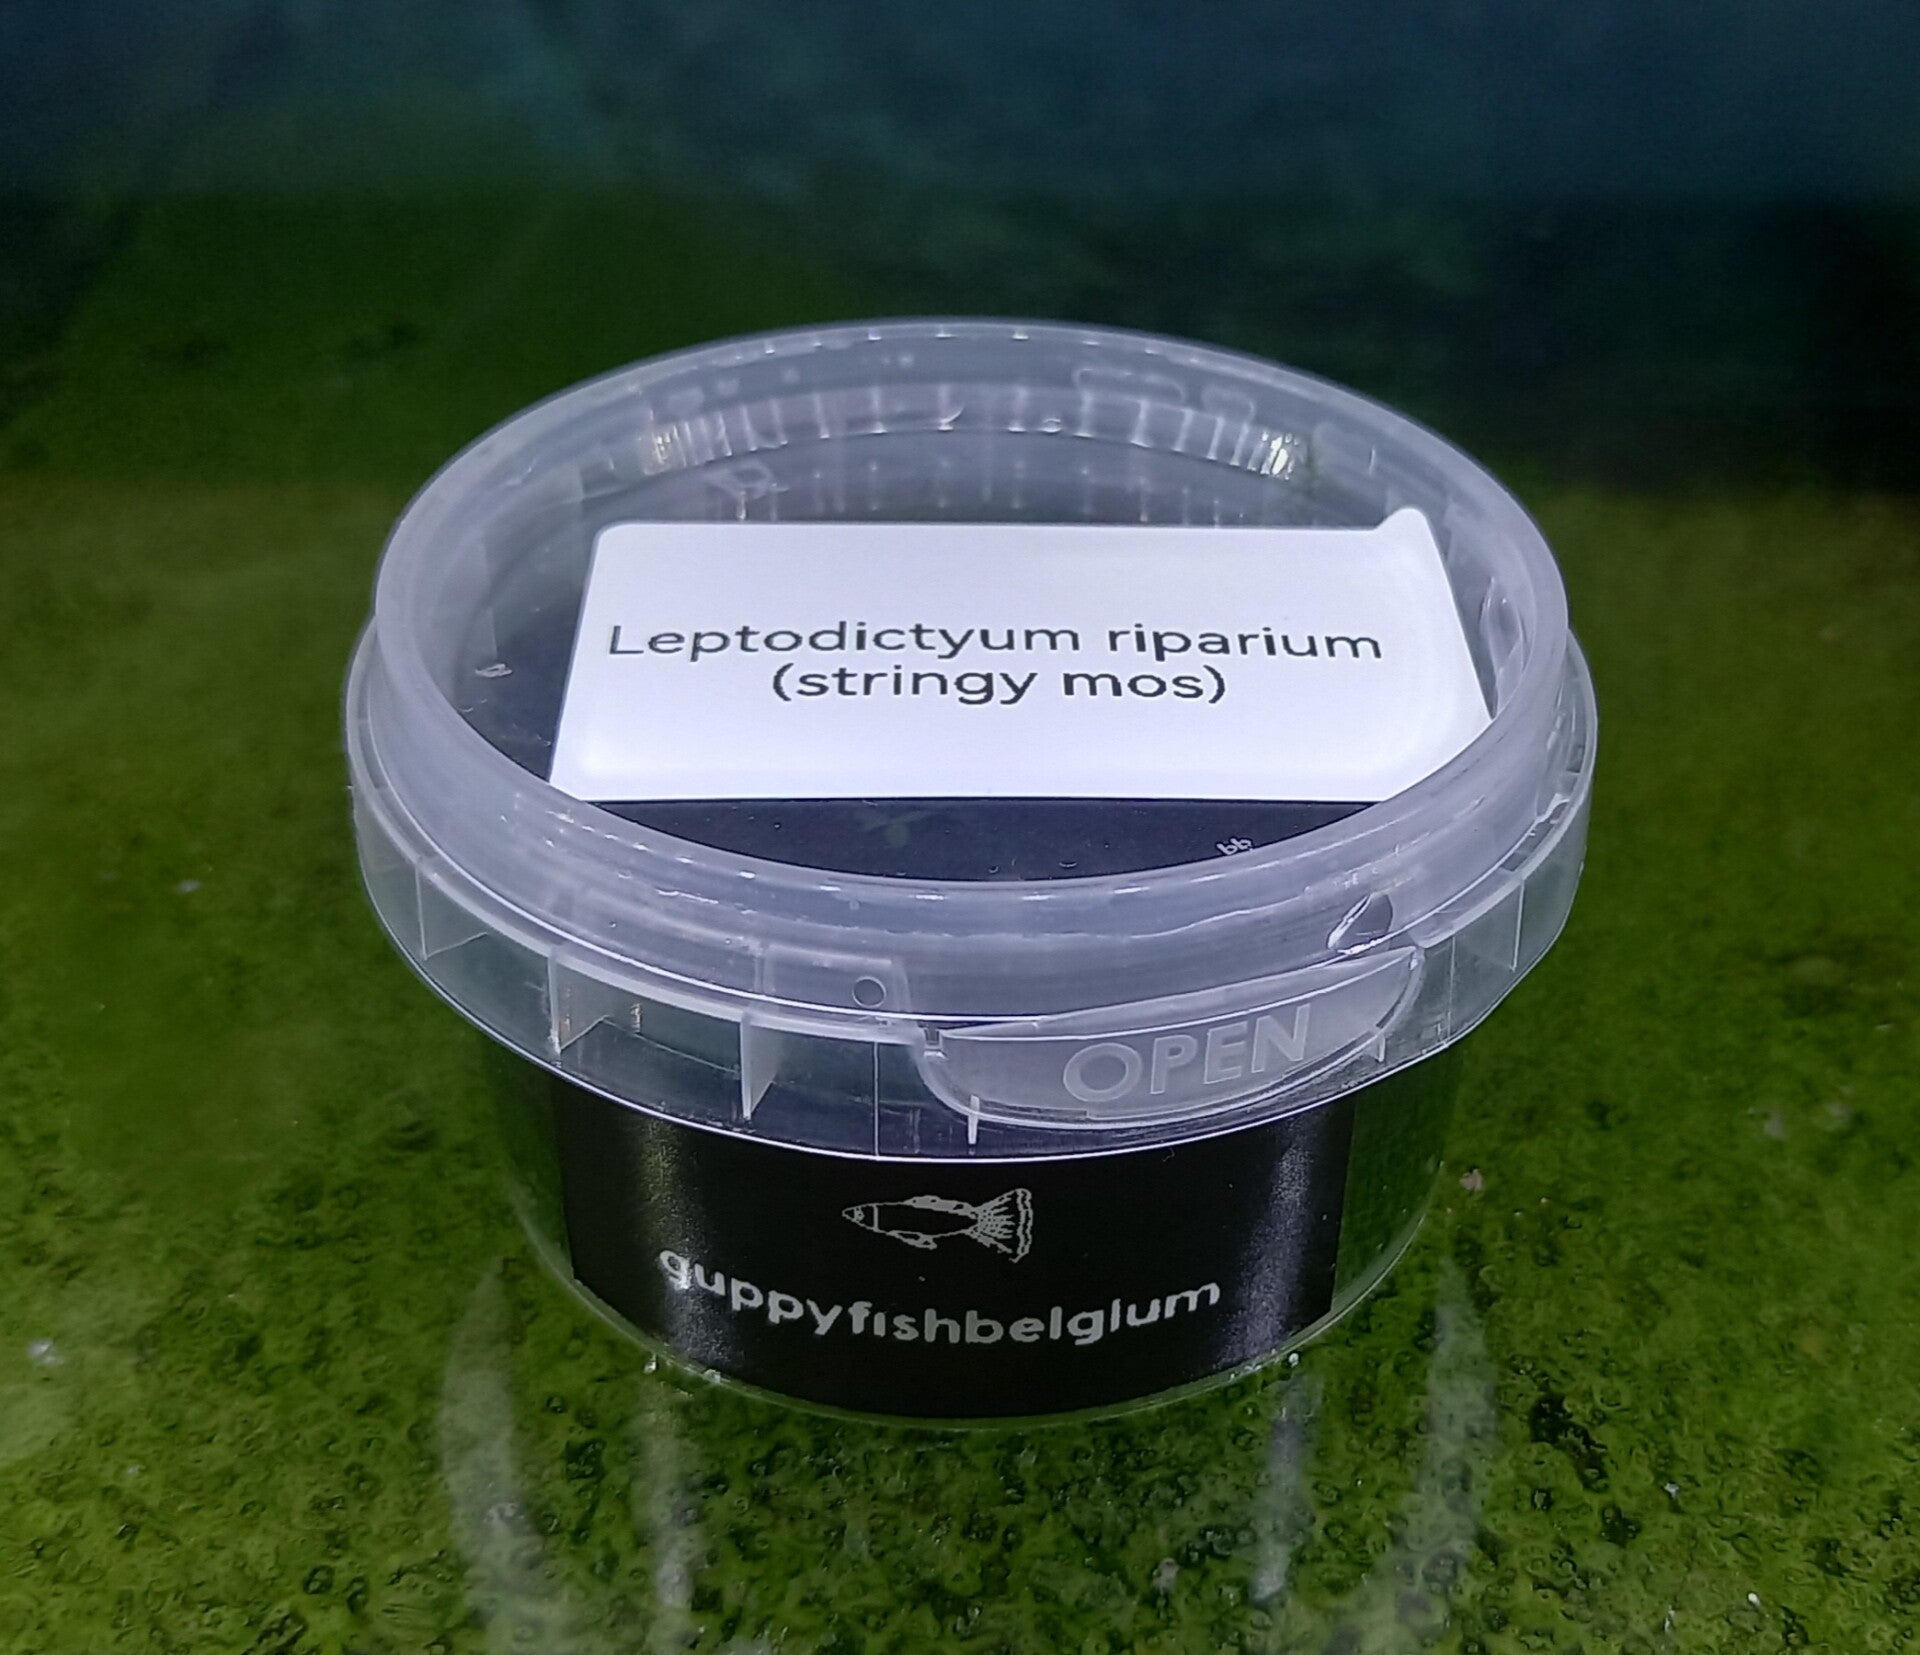 Leptodictyum riparium
(stringy mos)
OPEN
guppyfishbelgium